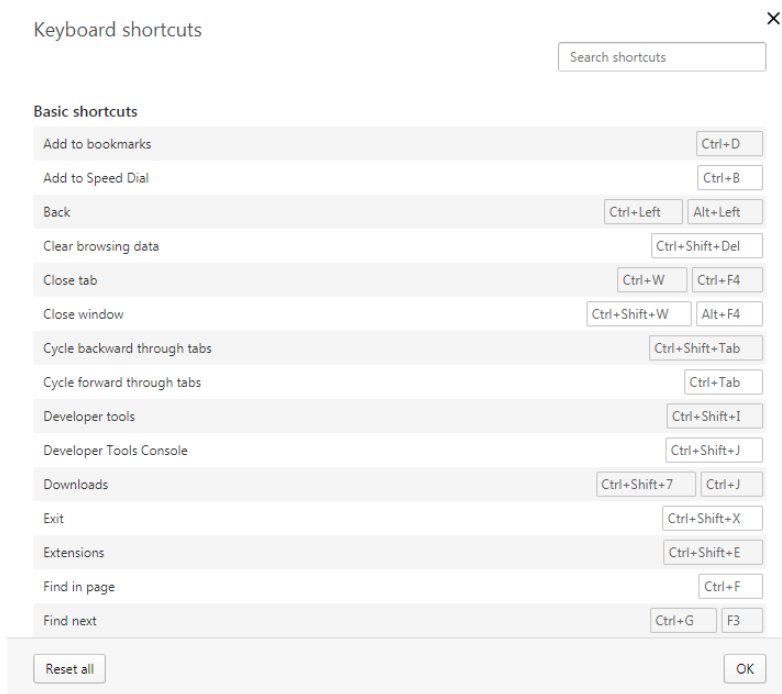 Keyboard shortcuts
Search shortcuts
Basic shortcuts
Add to bookmarks Ctrl+D
Add to Speed Dial Ctrl+B
Back Ctrl+Left Alt+Left
Clear browsing data Ctrl+Shift+Del
Close tab Ctrl+W Ctrl+F4
Close window Ctrl+Shift+W Alt+F4
Cycle backward through tabs Ctrl+Shift+Tab
Cycle forward through tabs Ctrl+Tab
Developer tools Ctrl+Shift+I
Developer Tools Console Ctrl+Shift+J
Downloads Ctrl+Shift+7 Ctrl+J
Exit Ctrl+Shift+X
Extensions Ctrl+Shift+E
Find in page Ctrl+F
Find next Ctrl+G F3
Reset all OK